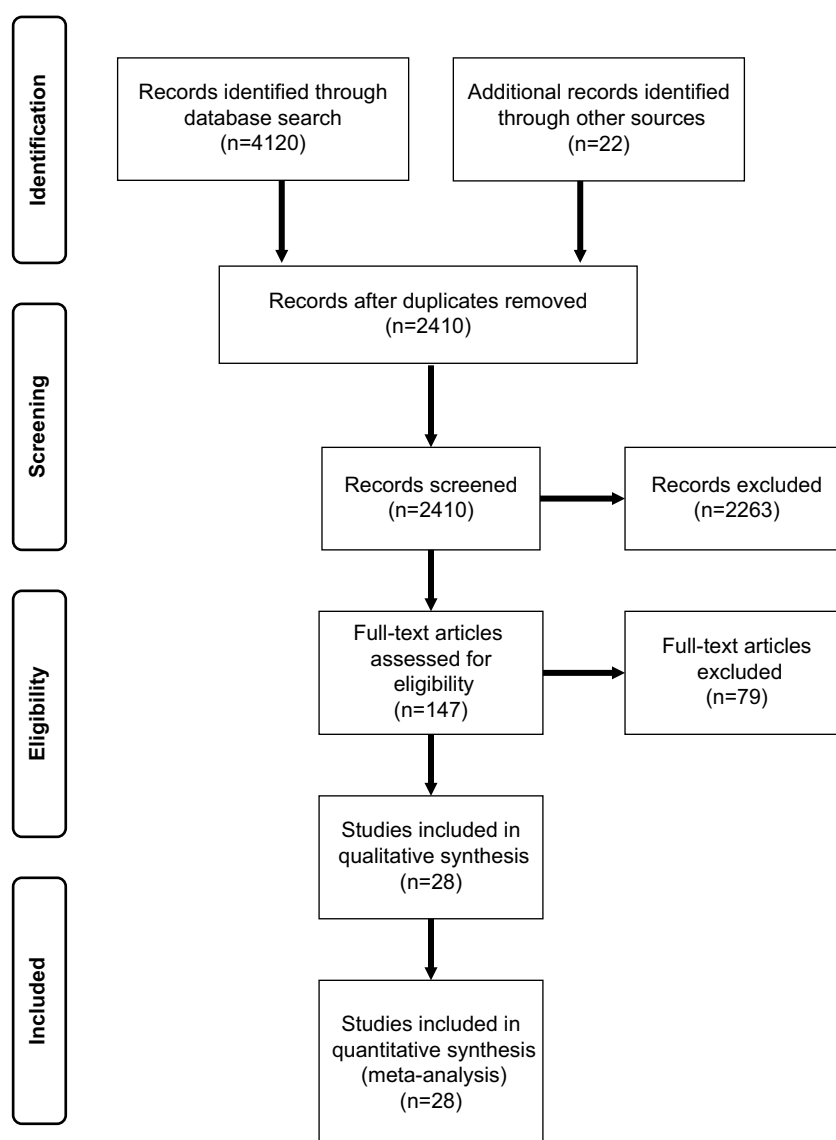 Identification
Records identified through
database search
(n=4120)
Additional records identified
through other sources
(n=22)
Records after duplicates removed
(n=2410)
Screening
Records screened
(n=2410)
Records excluded
(n=2263)
Eligibility
Full-text articles
assessed for
eligibility
(n=147)
Full-text articles
excluded
(n=79)
Studies included in
qualitative synthesis
(n=28)
Included
Studies included in
quantitative synthesis
(meta-analysis)
(n=28)